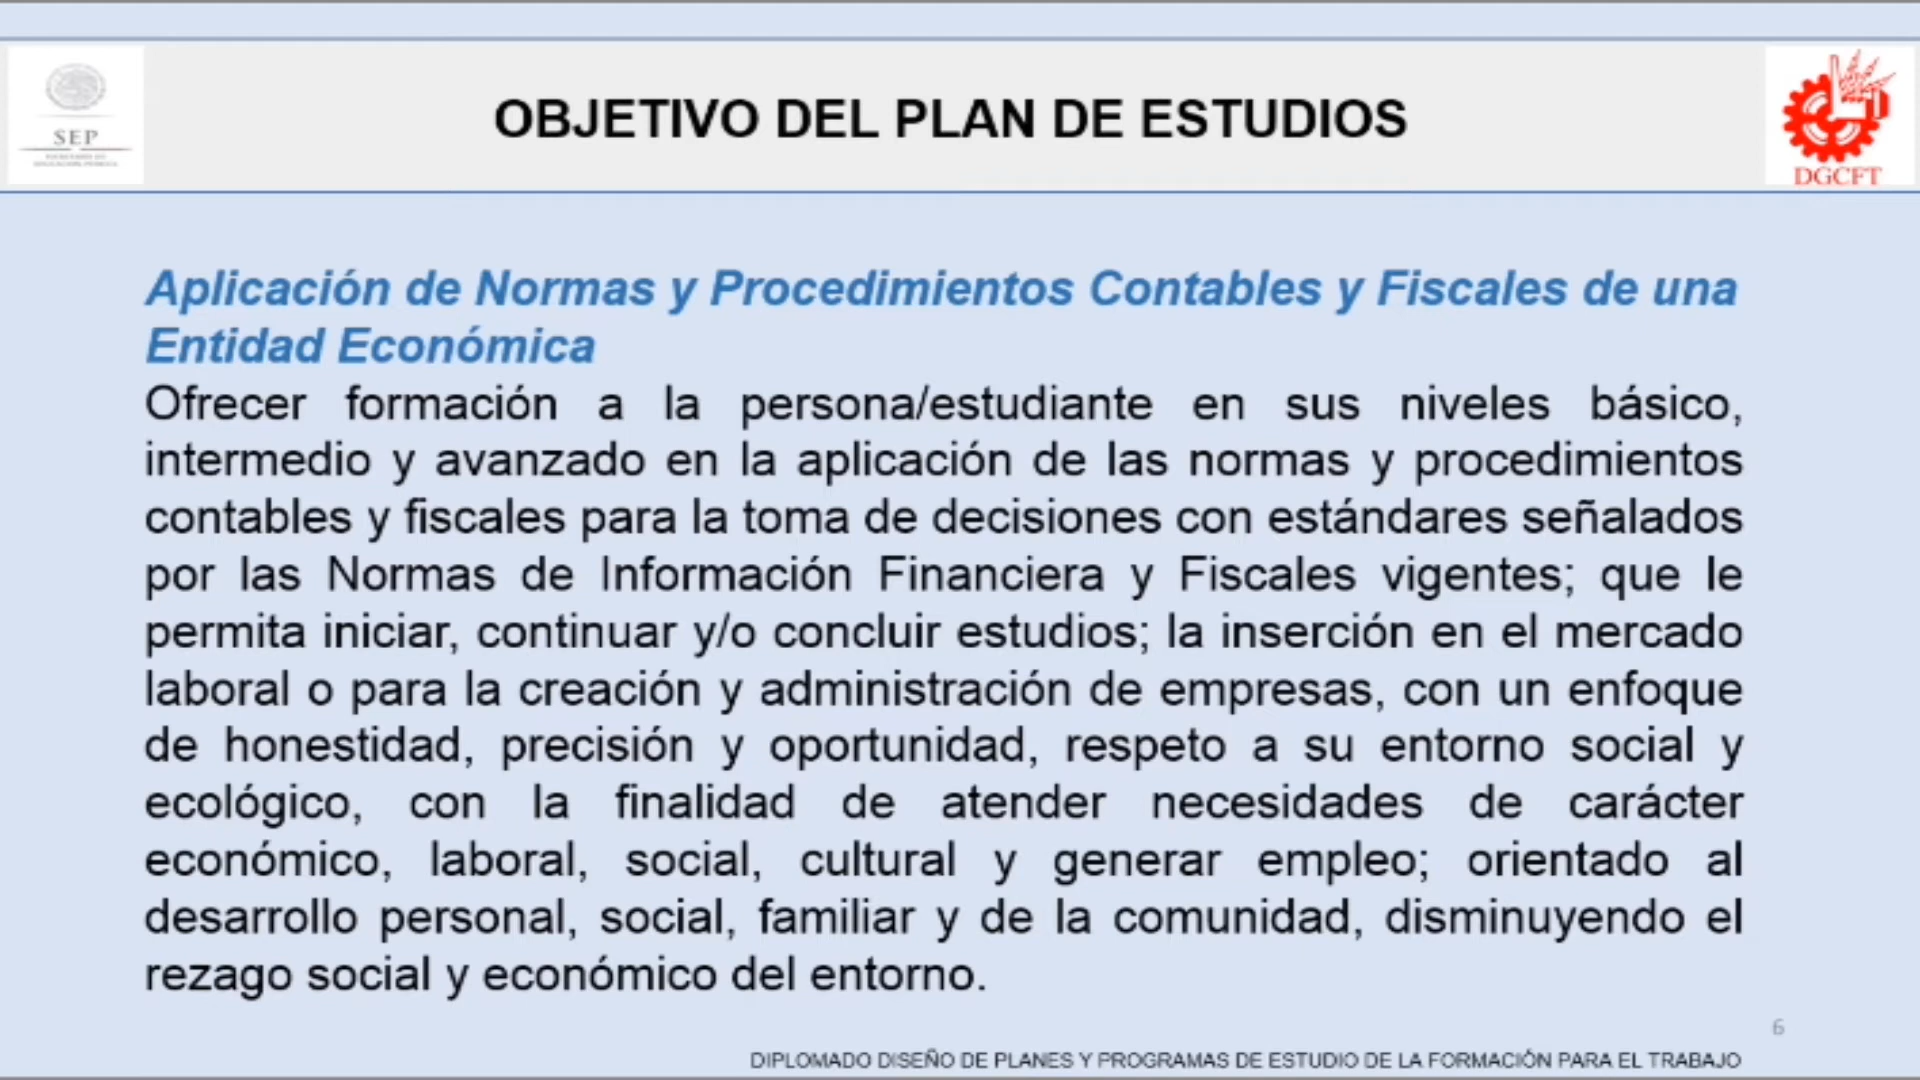 OBJETIVO DEL PLAN DE ESTUDIOS
SEP
DGCFT
Aplicación de Normas y Procedimientos Contables y Fiscales de una
Entidad Económica
Ofrecer formación a la persona/estudiante en sus niveles básico,
intermedio y avanzado en la aplicación de las normas y procedimientos
contables y fiscales para la toma de decisiones con estándares señalados
por las Normas de Información Financiera y Fiscales vigentes; que le
permita iniciar, continuar y/o concluir estudios; la inserción en el mercado
laboral o para la creación y administración de empresas, con un enfoque
de honestidad, precisión y oportunidad, respeto a su entorno social y
ecológico, con la finalidad de atender necesidades de carácter
económico, laboral, social, cultural y generar empleo; orientado al
desarrollo personal, social, familiar y de la comunidad, disminuyendo el
rezago social y económico del entorno.
6
DIPLOMADO DISEÑO DE PLANES Y PROGRAMAS DE ESTUDIO DE LA FORMACIÓN PARA EL TRABAJO